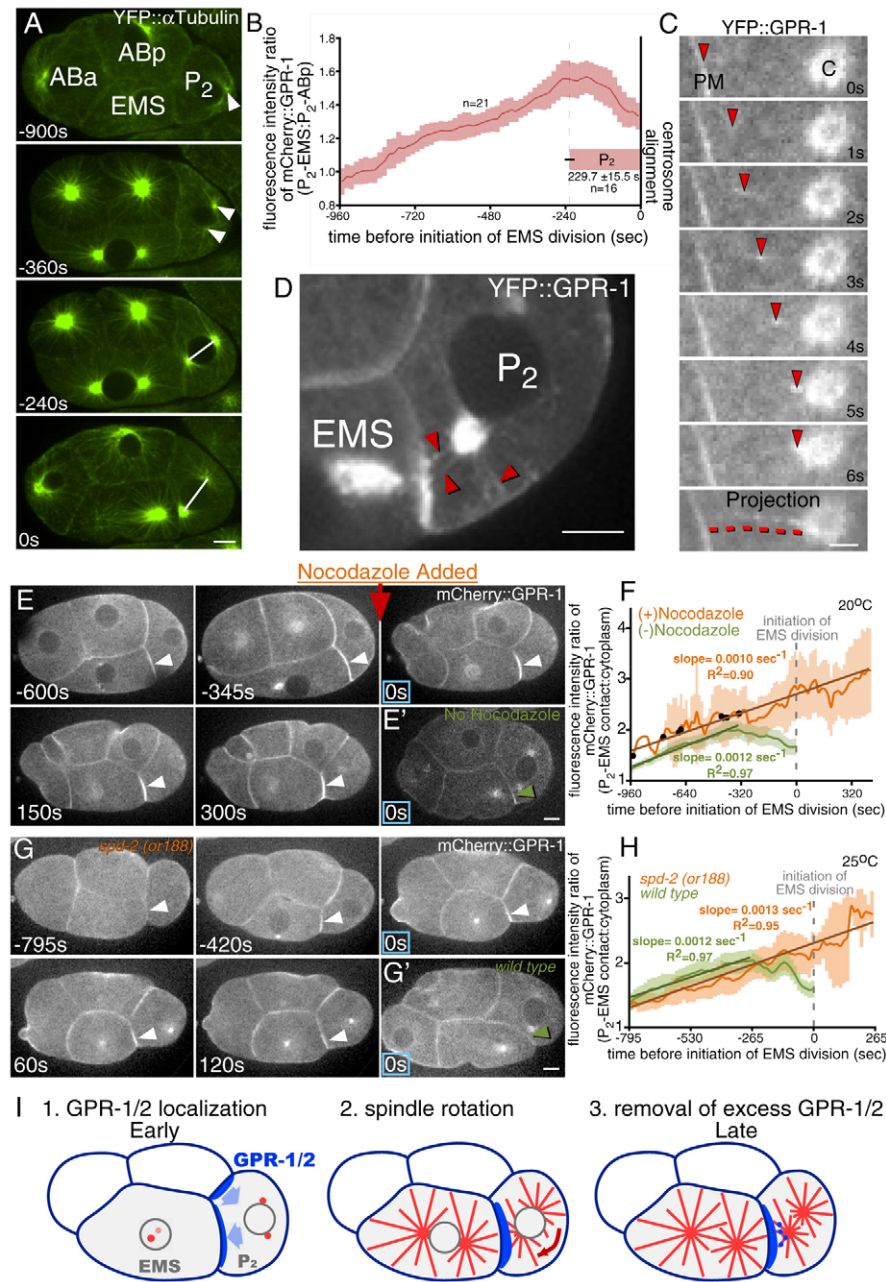 A
YFP::αTubulin
ABp
ABa
P2
EMS
-900s
-360s
-240s
0s
B
fluorescence intensity ratio
of mCherry::GPR-1
(P2-EMS:P2-ABp)
1.8
1.6
1.4
1.2
1.0
0.8
n=21
P2
229.7 ±15.5 s
n=16
centrosome
alignment
-960
-720
-480
-240
0
time before initiation of EMS division (sec)
C
YFP::GPR-1
PM
C
0s
1s
2s
3s
4s
5s
6s
Projection
D
YFP::GPR-1
P2
EMS
Nocodazole Added
E
mCherry::GPR-1
-600s
-345s
0s
150s
300s
E'
No Nocodazole
0s
F
20°C
(+)Nocodazole
(-)Nocodazole
initiation of
EMS division
slope= 0.0010 sec-1
R2=0.90
slope= 0.0012 sec-1
R2=0.97
fluorescence intensity ratio of
mCherry::GPR-1
(P2-EMS contact:cytoplasm)
4
3
2
1
-640
-320
0
320
time before initiation of EMS division (sec)
G
spd-2 (or188)
mCherry::GPR-1
-795s
-420s
0s
60s
120s
G'
wild type
0s
H
25°C
spd-2 (or188)
wild type
initiation of
EMS division
slope= 0.0013 sec-1
R2=0.95
slope= 0.0012 sec-1
R2=0.97
fluorescence intensity ratio of
mCherry::GPR-1
(P2-EMS contact:cytoplasm)
3
2
1
-795
-530
-265
0
265
time before initiation of EMS division (sec)
I
1. GPR-1/2 localization
Early
2. spindle rotation
3. removal of excess GPR-1/2
Late
GPR-1/2
EMS
P2